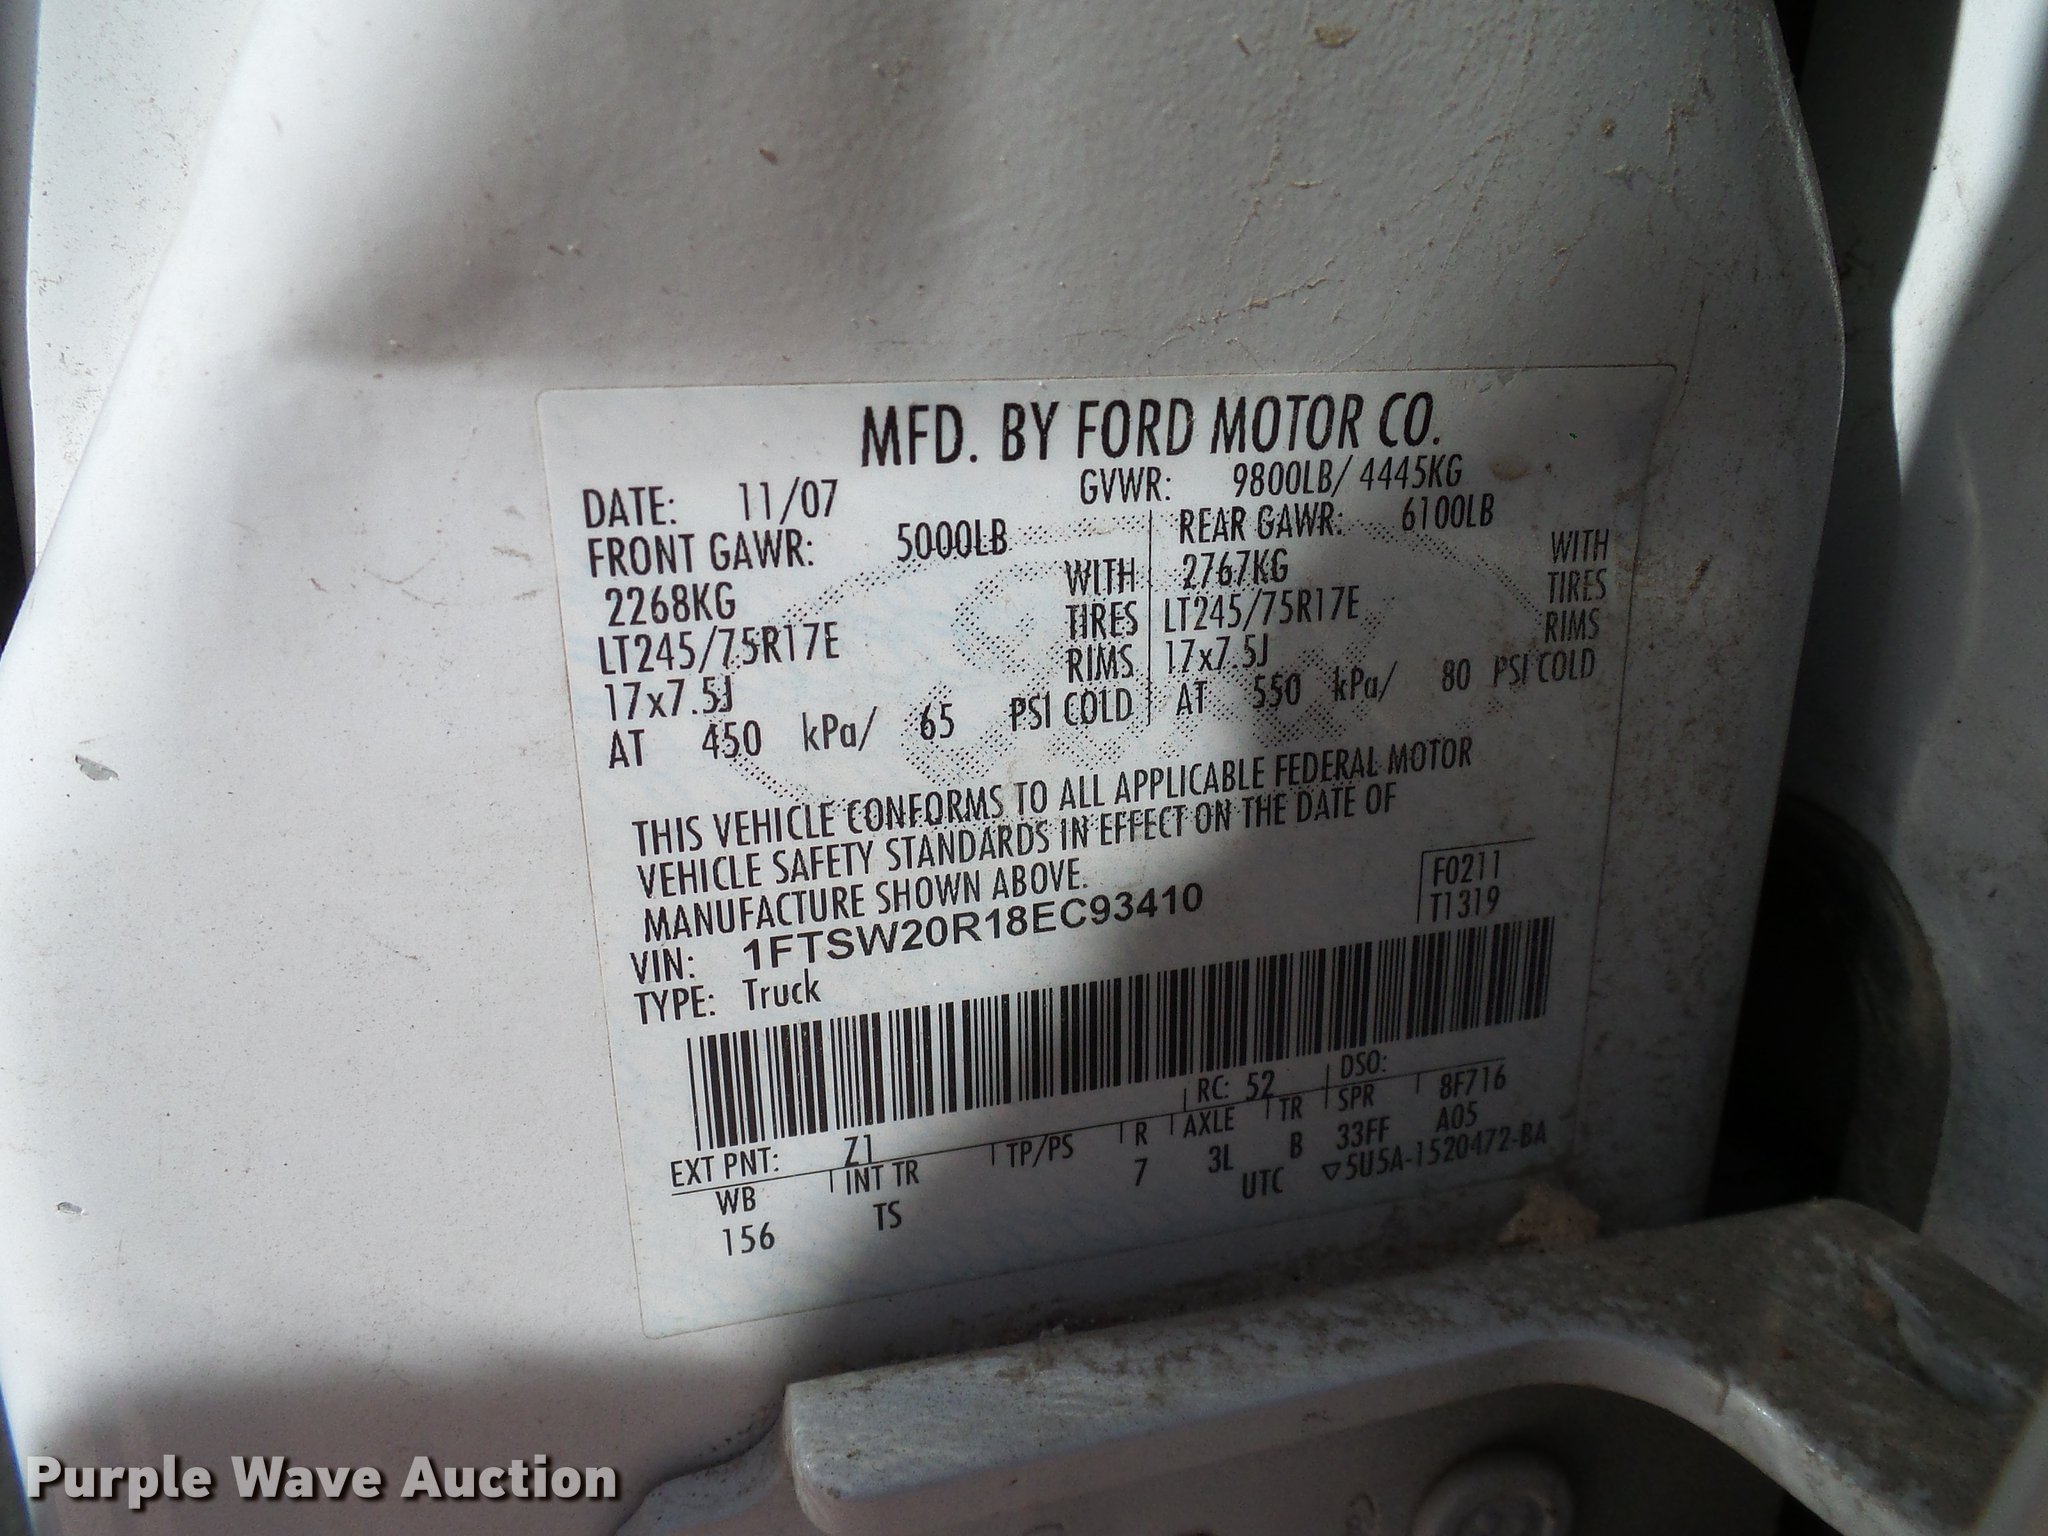 MFD. BY FORD MOTOR CO.
DATE: 11/07 GVWR: 9800LB/ 4445KG
FRONT GAWR: 5000LB REAR GAWR: 6100LB
2268KG WITH 2767KG WITH
LT245/75R17E TIRES LT245/75R17E TIRES
17x7.5J RIMS 17x7.5J RIMS
AT 450 kPa/ 65 PSI COLD AT 550 kPa/ 80 PSI COLD
THIS VEHICLE CONFORMS TO ALL APPLICABLE FEDERAL MOTOR
VEHICLE SAFETY STANDARDS IN EFFECT ON THE DATE OF
MANUFACTURE SHOWN ABOVE.
F0211
VIN: 1FTSW20R18EC93410 T1319
TYPE: Truck
EXT PNT: Z1 RC: 52 DSO:
WB INT TR TP/PS R AXLE TR SPR 8F716
156 TS 7 3L B 33FF A05
UTC ▽5U5A-1520472-BA
Purple Wave Auction